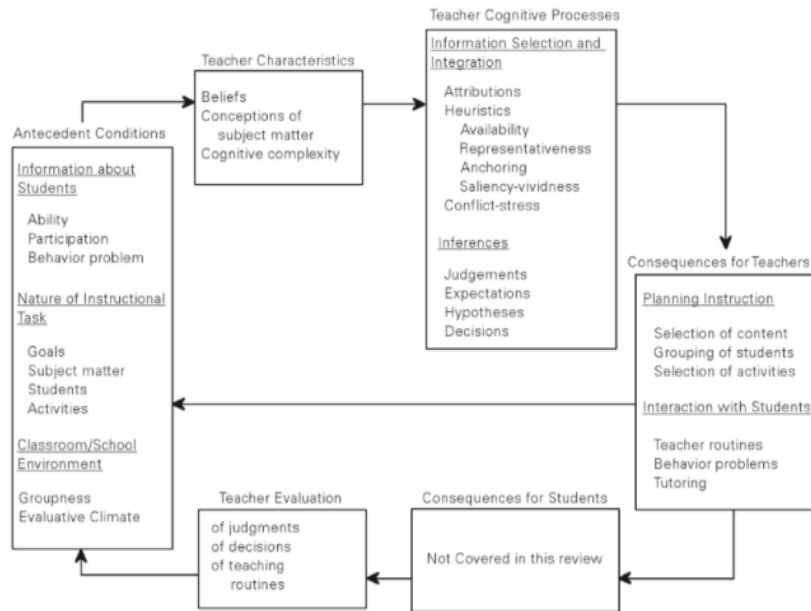 Teacher Cognitive Processes
Information Selection and
Integration
Attributions
Heuristics
Availability
Representativeness
Anchoring
Saliency-vividness
Conflict-stress
Inferences
Judgements
Expectations
Hypotheses
Decisions
Teacher Characteristics
Beliefs
Conceptions of
subject matter
Cognitive complexity
Antecedent Conditions
Information about
Students
Ability
Participation
Behavior problem
Nature of Instructional
Task
Goals
Subject matter
Students
Activities
Classroom/School
Environment
Groupness
Evaluative Climate
Consequences for Teachers
Planning Instruction
Selection of content
Grouping of students
Selection of activities
Interaction with Students
Teacher routines
Behavior problems
Tutoring
Teacher Evaluation
of judgments
of decisions
of teaching
routines
Consequences for Students
Not Covered in this review